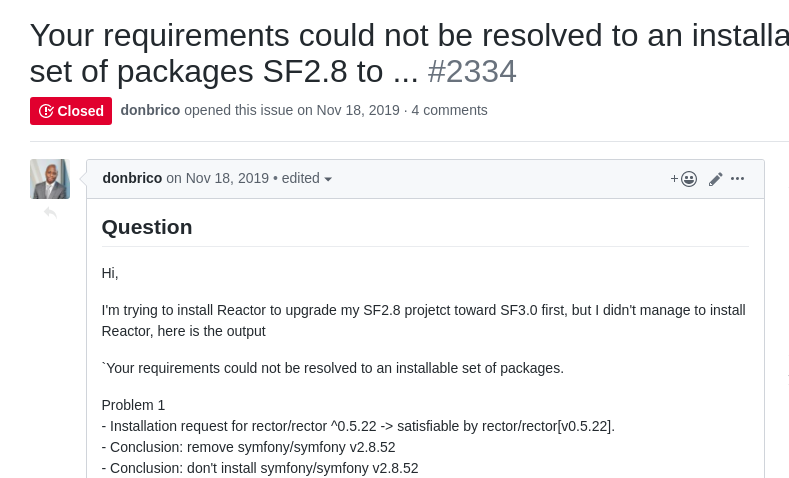 Your requirements could not be resolved to an installa
set of packages SF2.8 to ... #2334
Closed donbrico opened this issue on Nov 18, 2019 · 4 comments
donbrico on Nov 18, 2019 • edited
Question
Hi,
I'm trying to install Reactor to upgrade my SF2.8 projetct toward SF3.0 first, but I didn't manage to install
Reactor, here is the output
`Your requirements could not be resolved to an installable set of packages.
Problem 1
- Installation request for rector/rector ^0.5.22 -> satisfiable by rector/rector[v0.5.22].
- Conclusion: remove symfony/symfony v2.8.52
- Conclusion: don't install symfony/symfony v2.8.52